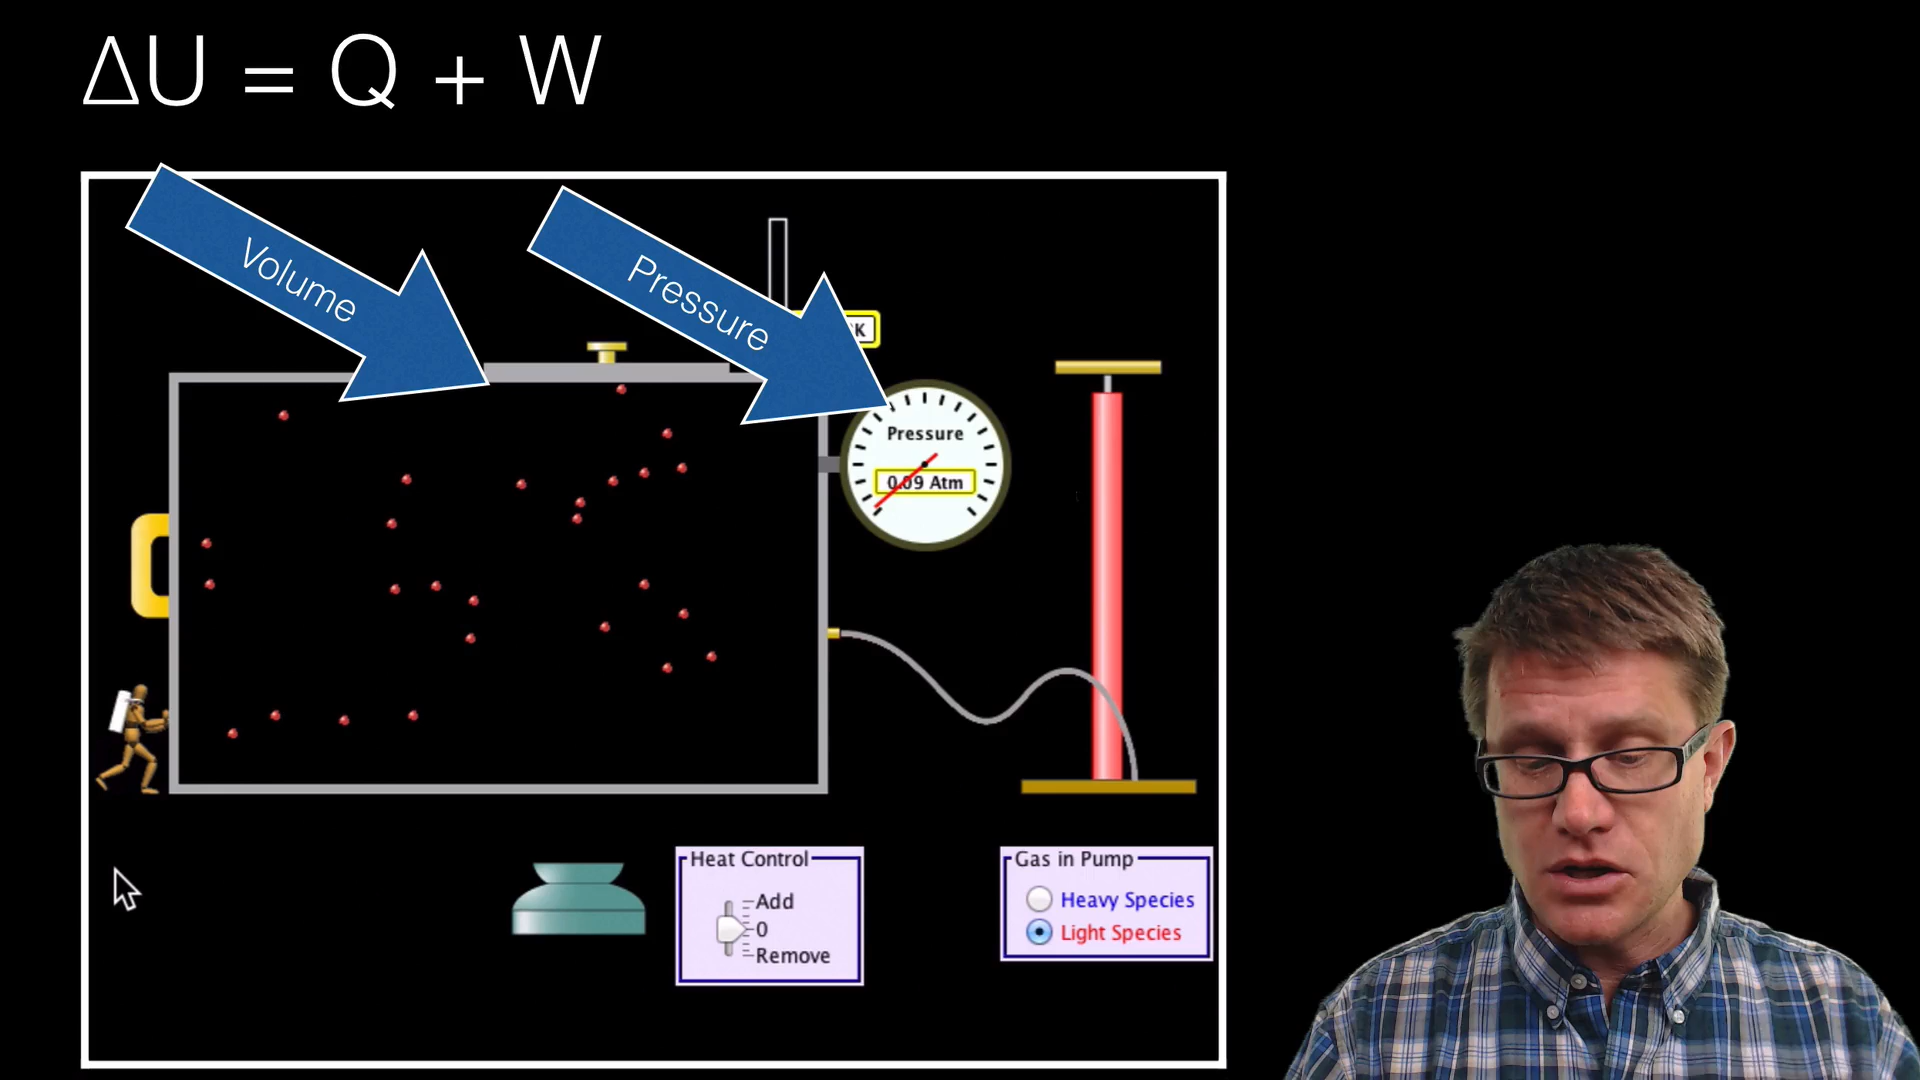 ΔU = Q + W
Volume
Pressure
K
Pressure
0.09 Atm
Heat Control
Add
0
Remove
Gas in Pump
Heavy Species
Light Species